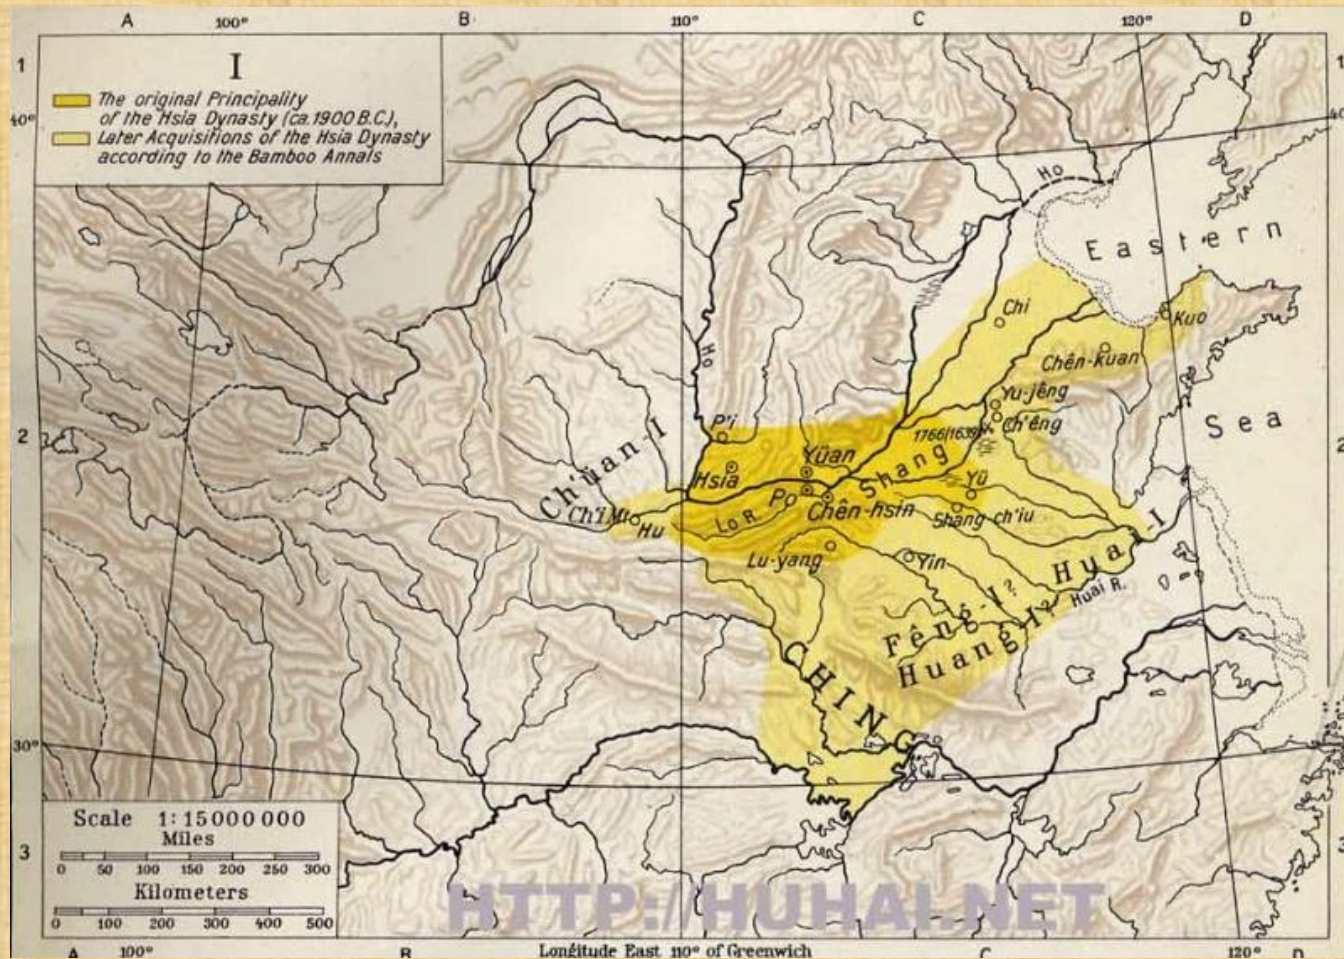 A 100° B 110° C 120° D
1
I
The original Principality
of the Hsia Dynasty (ca. 1900 B.C.),
Later Acquisitions of the Hsia Dynasty
according to the Bamboo Annals
40°
Ho
Eastern
Ho
Chi
Kuo
Chên-kuan
Yu-jêng
Ch'êng
1766/1639
Sea
2
2
P'i
Ch'üan-I
Yüan
Shang
Hsia
Yü
Po
Chên-hsin
Ch'i Mt
Hu
Lo R.
Shang-ch'iu
Lu-yang
Yin
Huai-I
Huai R.
Fêng-I?
Huang-I?
CHING
30°
Scale 1:15000000
Miles
0 50 100 150 200 250 300
Kilometers
0 100 200 300 400 500
3
HTTP://HUHAI.NET
A 100° B Longitude East 110° of Greenwich C 120° D